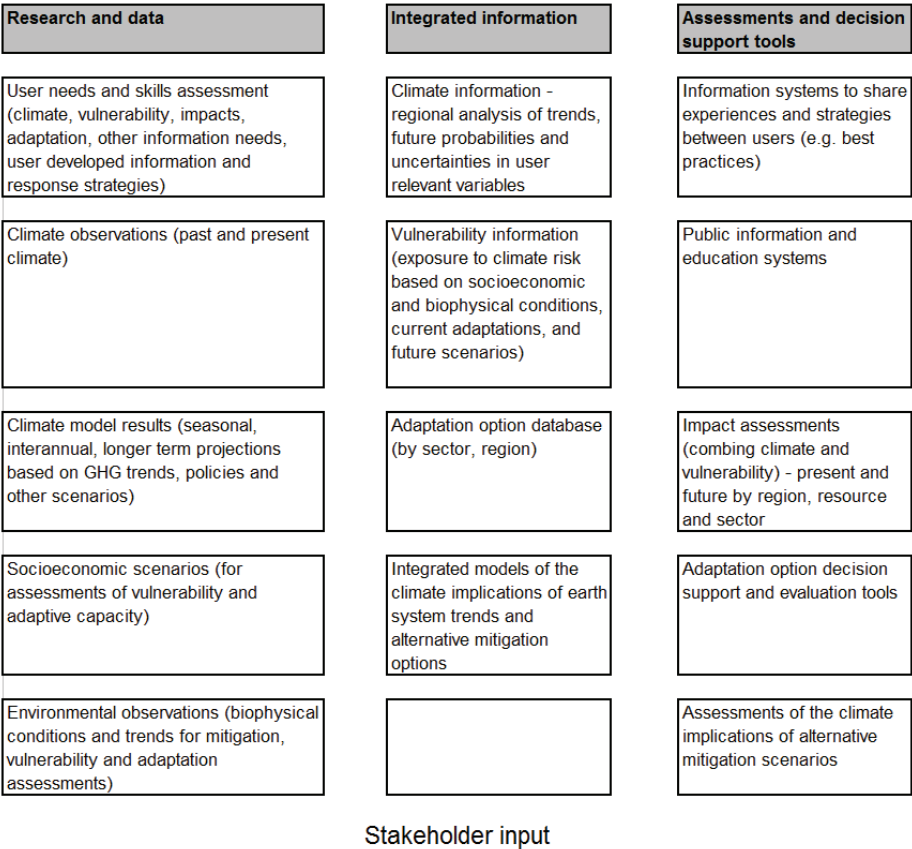 Research and data
Integrated information
Assessments and decision
support tools
User needs and skills assessment
(climate, vulnerability, impacts,
adaptation, other information needs,
user developed information and
response strategies)
Climate information -
regional analysis of trends,
future probabilities and
uncertainties in user
relevant variables
Information systems to share
experiences and strategies
between users (e.g. best
practices)
Climate observations (past and present
climate)
Vulnerability information
(exposure to climate risk
based on socioeconomic
and biophysical conditions,
current adaptations, and
future scenarios)
Public information and
education systems
Climate model results (seasonal,
interannual, longer term projections
based on GHG trends, policies and
other scenarios)
Adaptation option database
(by sector, region)
Impact assessments
(combing climate and
vulnerability) - present and
future by region, resource
and sector
Socioeconomic scenarios (for
assessments of vulnerability and
adaptive capacity)
Integrated models of the
climate implications of earth
system trends and
alternative mitigation
options
Adaptation option decision
support and evaluation tools
Environmental observations (biophysical
conditions and trends for mitigation,
vulnerability and adaptation
assessments)
Assessments of the climate
implications of alternative
mitigation scenarios
Stakeholder input